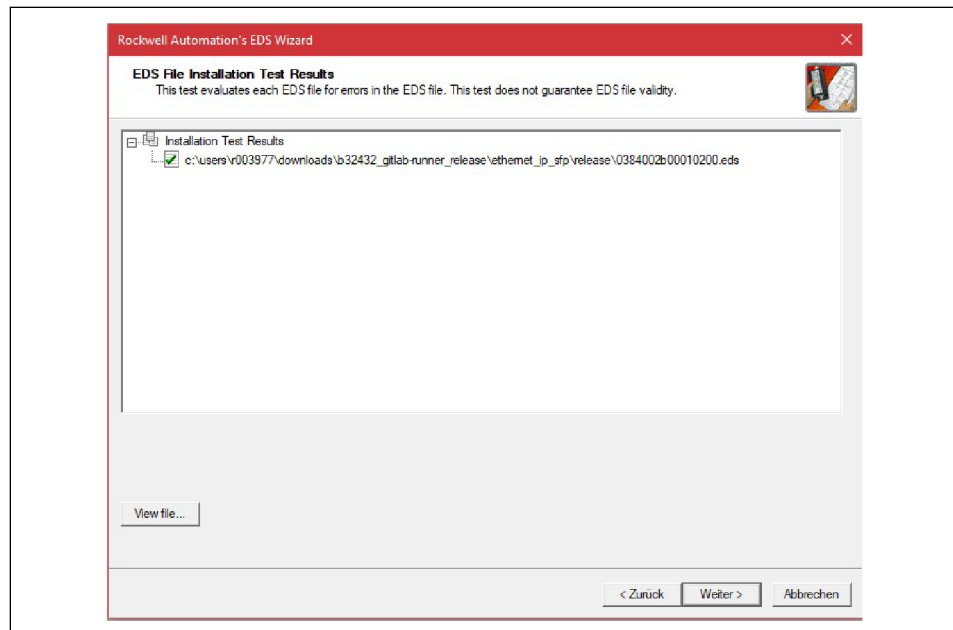 Rockwell Automation's EDS Wizard
EDS File Installation Test Results
This test evaluates each EDS file for errors in the EDS file. This test does not guarantee EDS file validity.
Installation Test Results
c:\users\r003977\downloads\b32432_gitlab-runner_release\ethernet_ip_sfp\release\0384002b00010200.eds
View file...
< Zurück
Weiter >
Abbrechen